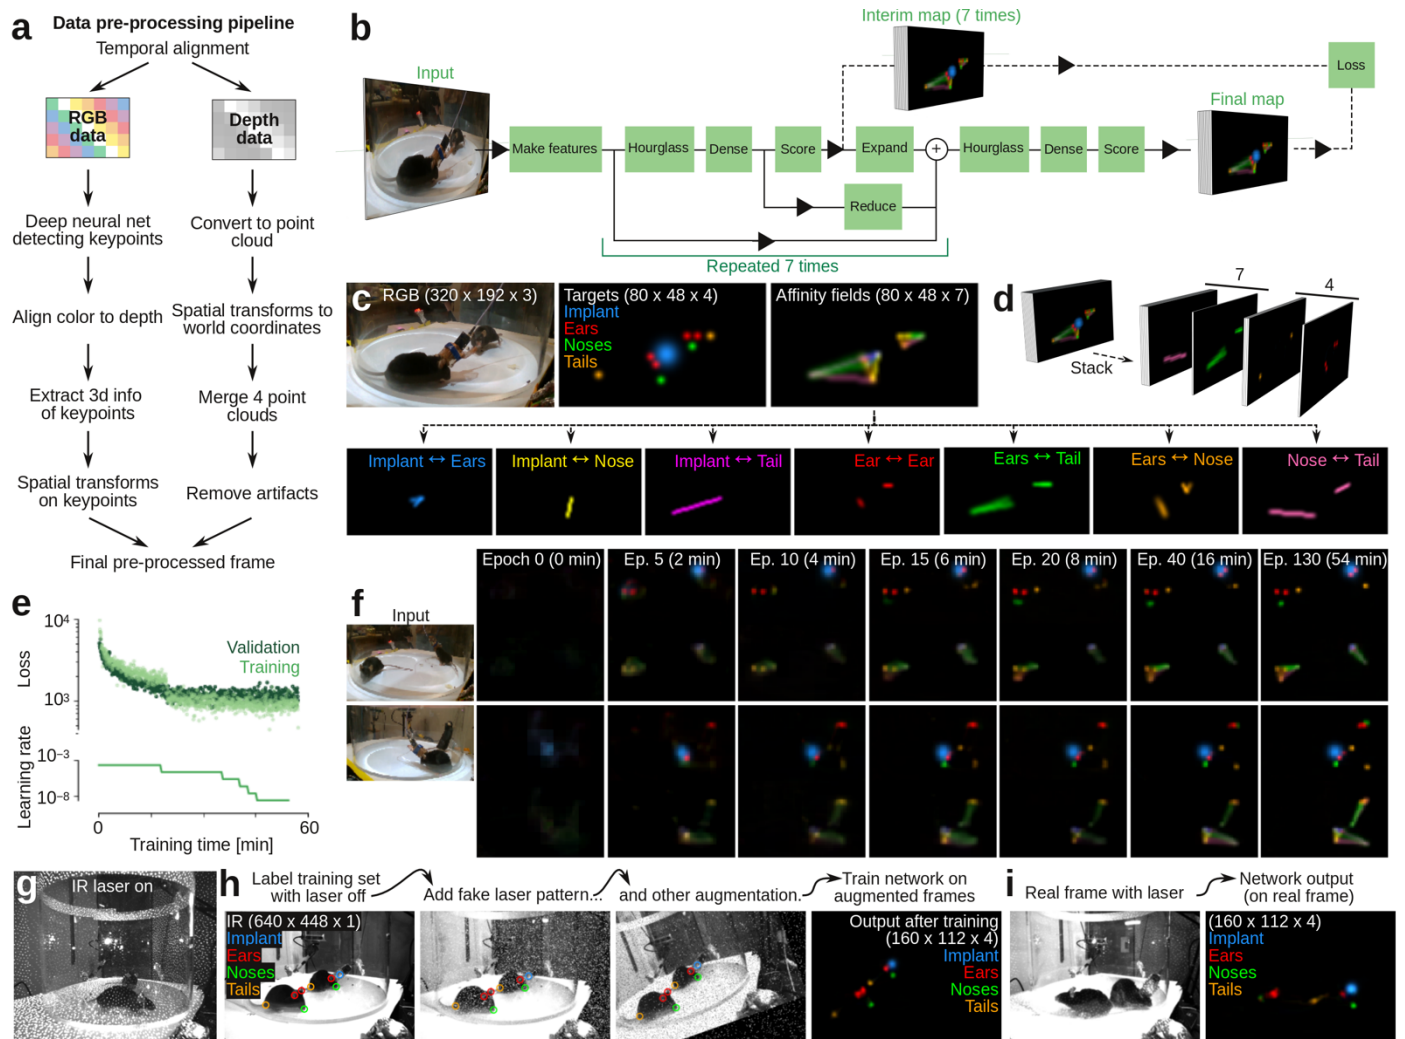 a
Data pre-processing pipeline
Temporal alignment
RGB
data
Depth
data
Deep neural net
detecting keypoints
Convert to point
cloud
Align color to depth
Spatial transforms to
world coordinates
Extract 3d info
of keypoints
Merge 4 point
clouds
Spatial transforms
on keypoints
Remove artifacts
Final pre-processed frame
b
Interim map (7 times)
Input
Loss
Final map
Make features
Hourglass
Dense
Score
Expand
+
Hourglass
Dense
Score
Reduce
Repeated 7 times
c
RGB (320 x 192 x 3)
Targets (80 x 48 x 4)
Implant
Ears
Noses
Tails
Affinity fields (80 x 48 x 7)
d
7
4
Stack
Implant ↔ Ears
Implant ↔ Nose
Implant ↔ Tail
Ear ↔ Ear
Ears ↔ Tail
Ears ↔ Nose
Nose ↔ Tail
e
Loss
10⁴
10³
Validation
Training
Learning rate
10⁻³
10⁻⁸
0
60
Training time [min]
f
Input
Epoch 0 (0 min)
Ep. 5 (2 min)
Ep. 10 (4 min)
Ep. 15 (6 min)
Ep. 20 (8 min)
Ep. 40 (16 min)
Ep. 130 (54 min)
g
IR laser on
h
Label training set
with laser off
Add fake laser pattern...
and other augmentation.
Train network on
augmented frames
IR (640 x 448 x 1)
Implant
Ears
Noses
Tails
Output after training
(160 x 112 x 4)
Implant
Ears
Noses
Tails
i
Real frame with laser
Network output
(on real frame)
(160 x 112 x 4)
Implant
Ears
Noses
Tails